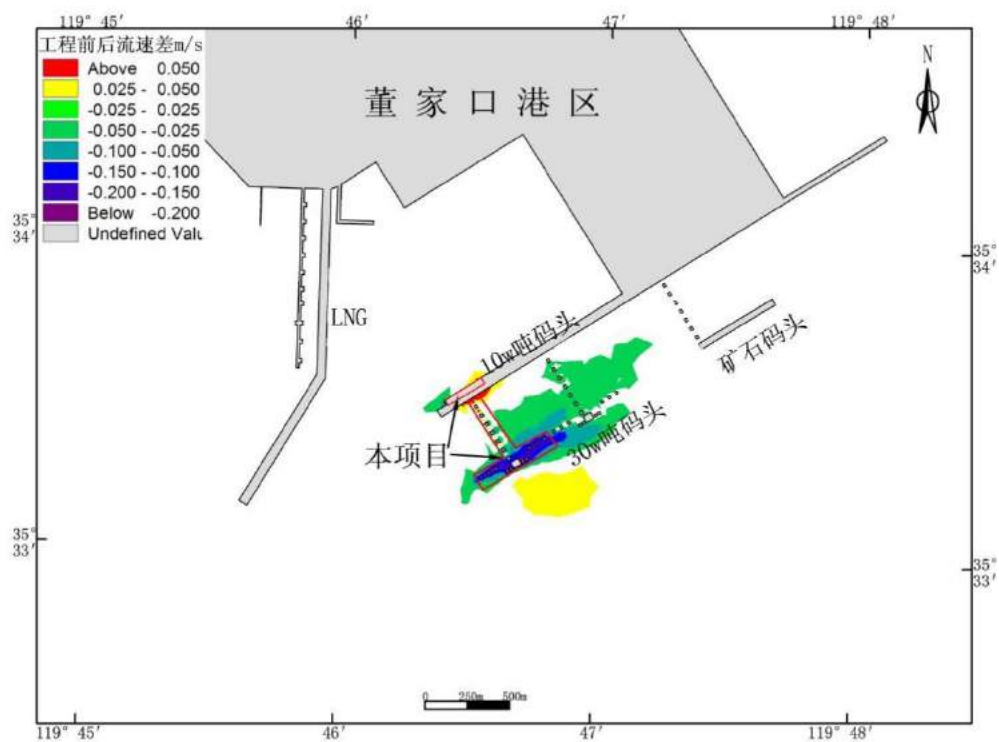 119° 45′ 46′ 47′ 119° 48′
工程前后流速差m/s
Above 0.050
0.025 - 0.050
-0.025 - 0.025
-0.050 - -0.025
-0.100 - -0.050
-0.150 - -0.100
-0.200 - -0.150
Below -0.200
Undefined Valu
董家口港区
N
35°
34′
35°
34′
LNG
10w吨码头
矿石码头
本项目
30w吨码头
35°
33′
35°
33′
0 250m 500m
119° 45′ 46′ 47′ 119° 48′